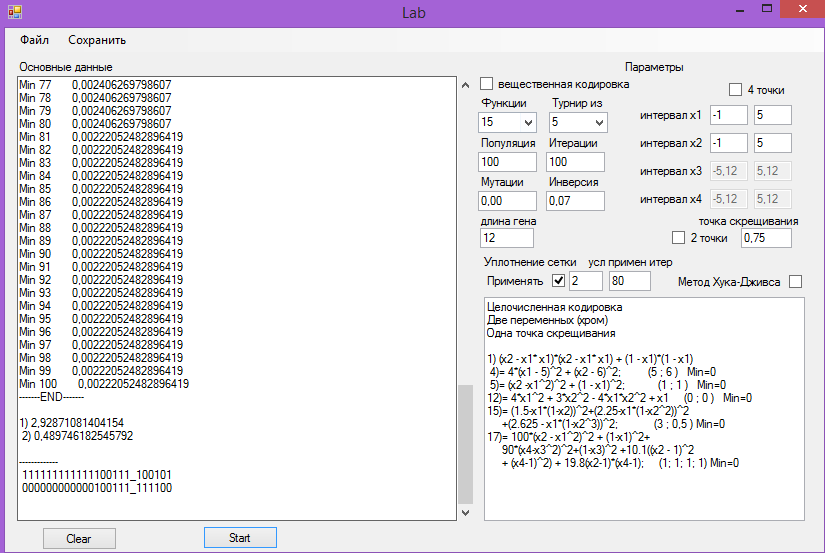 Lab
Файл Сохранить
Основные данные
Min 77 0,002406269798607
Min 78 0,002406269798607
Min 79 0,002406269798607
Min 80 0,002406269798607
Min 81 0,00222052482896419
Min 82 0,00222052482896419
Min 83 0,00222052482896419
Min 84 0,00222052482896419
Min 85 0,00222052482896419
Min 86 0,00222052482896419
Min 87 0,00222052482896419
Min 88 0,00222052482896419
Min 89 0,00222052482896419
Min 90 0,00222052482896419
Min 91 0,00222052482896419
Min 92 0,00222052482896419
Min 93 0,00222052482896419
Min 94 0,00222052482896419
Min 95 0,00222052482896419
Min 96 0,00222052482896419
Min 97 0,00222052482896419
Min 98 0,00222052482896419
Min 99 0,00222052482896419
Min 100 0,00222052482896419
-------END-------
1) 2,92871081404154
2) 0,489746182545792
-------------
111111111111100111_100101
000000000000100111_111100
Clear Start
Параметры
вещественная кодировка
4 точки
Функции Турнир из
15 5
Популяция Итерации
100 100
Мутации Инверсия
0,00 0,07
длина гена
12
интервал x1 -1 5
интервал x2 -1 5
интервал x3 -5,12 5,12
интервал x4 -5,12 5,12
точка скрещивания
2 точки 0,75
Уплотнение сетки усл примен итер
Применять 2 80 Метод Хука-Дживса
Целочисленная кодировка
Две переменных (хром)
Одна точка скрещивания
1) (x2 - x1* x1)*(x2 - x1* x1) + (1 - x1)*(1 - x1)
4)= 4*(x1 - 5)^2 + (x2 - 6)^2; (5 ; 6 ) Min=0
5)= (x2 -x1^2)^2 + (1 - x1)^2; (1 ; 1 ) Min=0
12)= 4*x1^2 + 3*x2^2 - 4*x1*x2^2 + x1 (0 ; 0 ) Min=0
15)= (1.5-x1*(1-x2))^2+(2.25-x1*(1-x2^2))^2
+(2.625 - x1*(1-x2^3))^2; (3 ; 0,5 ) Min=0
17)= 100*(x2 - x1^2)^2 + (1-x1)^2+
90*(x4-x3^2)^2+(1-x3)^2 +10.1((x2 - 1)^2
+ (x4-1)^2) + 19.8(x2-1)*(x4-1); (1; 1; 1; 1) Min=0